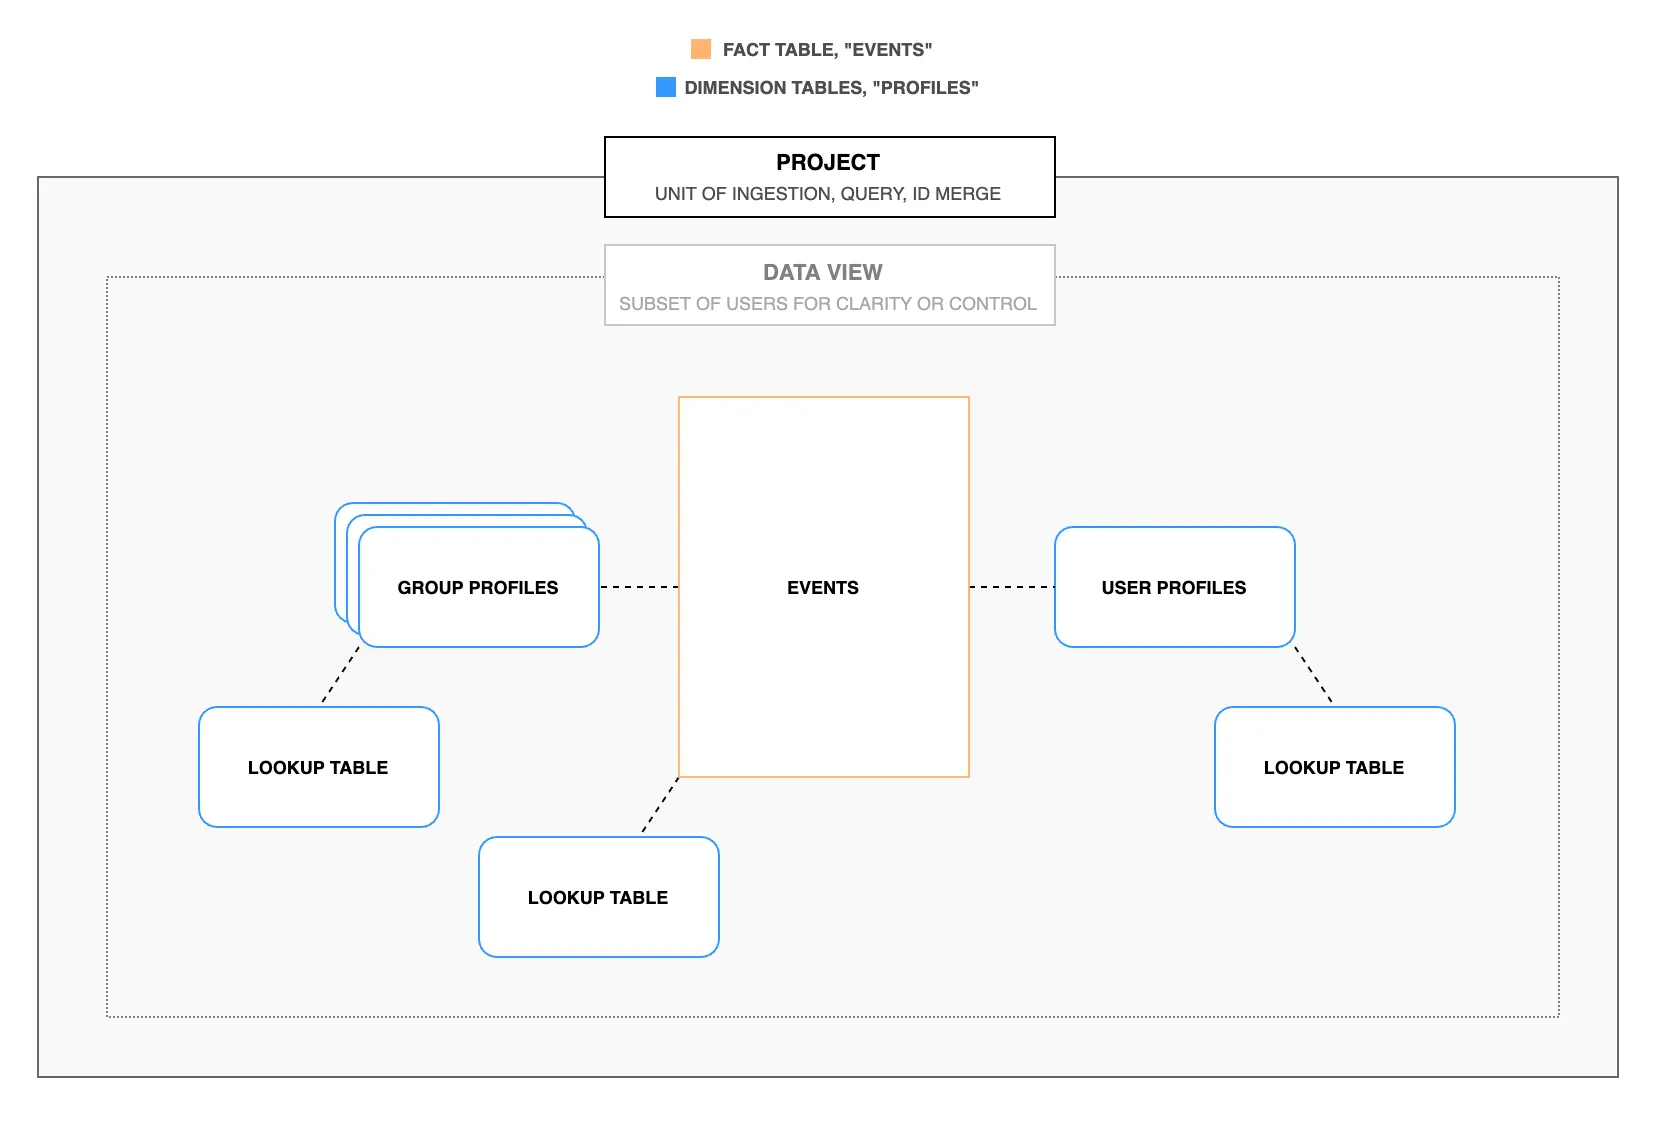 FACT TABLE, "EVENTS"
DIMENSION TABLES, "PROFILES"
PROJECT
UNIT OF INGESTION, QUERY, ID MERGE
DATA VIEW
SUBSET OF USERS FOR CLARITY OR CONTROL
GROUP PROFILES
EVENTS
USER PROFILES
LOOKUP TABLE
LOOKUP TABLE
LOOKUP TABLE